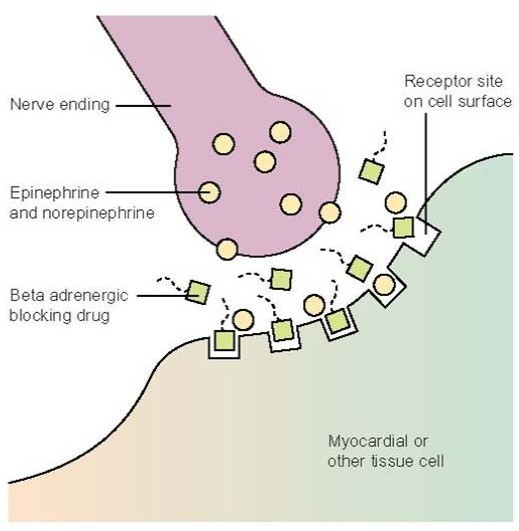 Receptor site
on cell surface
Nerve ending
Epinephrine
and norepinephrine
Beta adrenergic
blocking drug
Myocardial or
other tissue cell